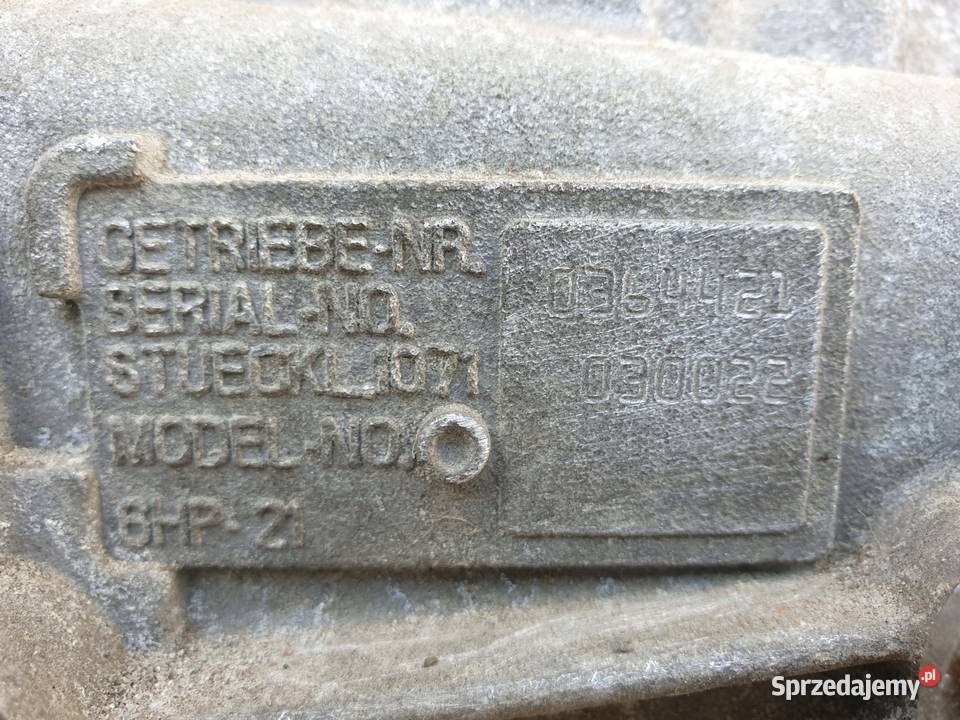 GETRIEBE-NR. 0364421
SERIAL-NO.
STUECKL.1071 030022
MODEL-NO.
6HP-21
Sprzedajemy.pl